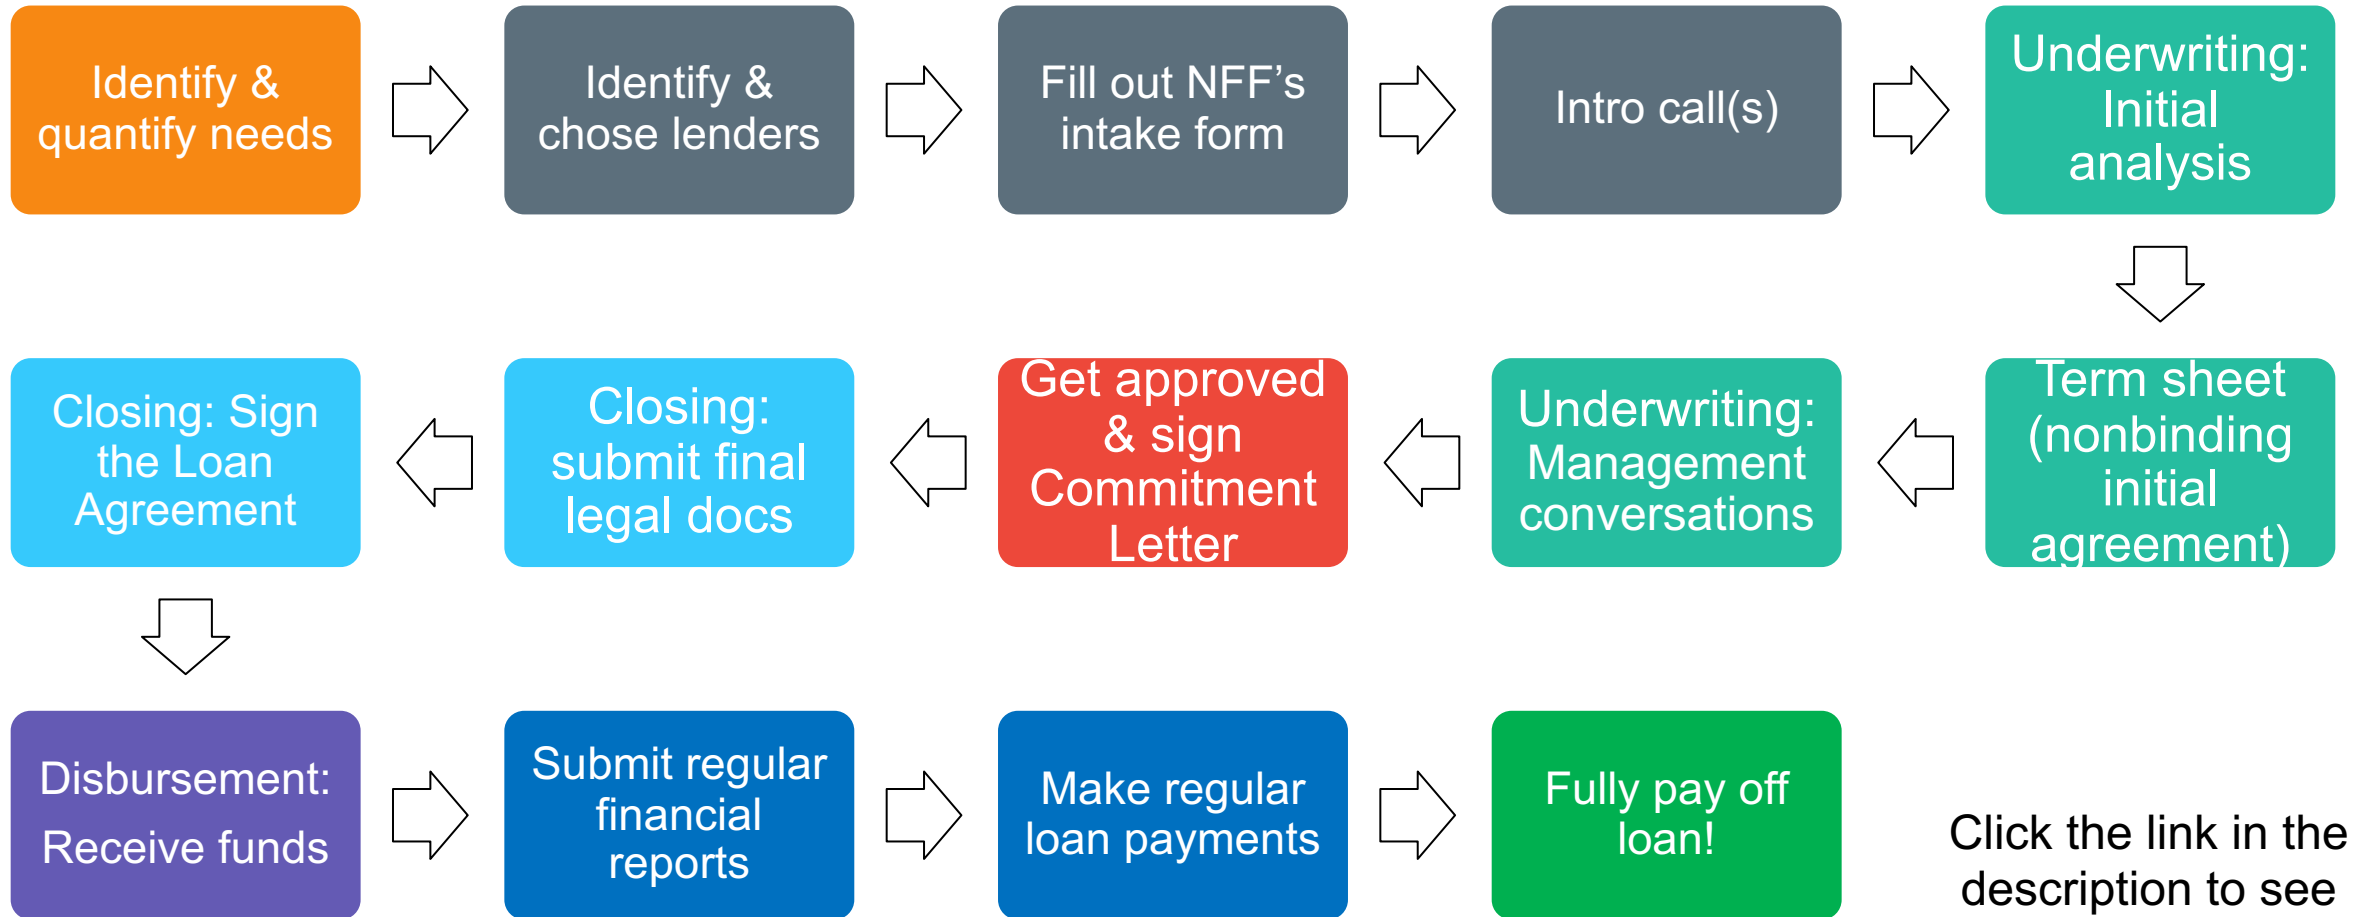 Identify &
quantify needs
Identify &
chose lenders
Fill out NFF’s
intake form
Intro call(s)
Underwriting:
Initial
analysis
Term sheet
(nonbinding
initial
agreement)
Underwriting:
Management
conversations
Get approved
& sign
Commitment
Letter
Closing:
submit final
legal docs
Closing: Sign
the Loan
Agreement
Disbursement:
Receive funds
Submit regular
financial
reports
Make regular
loan payments
Fully pay off
loan!
Click the link in the
description to see